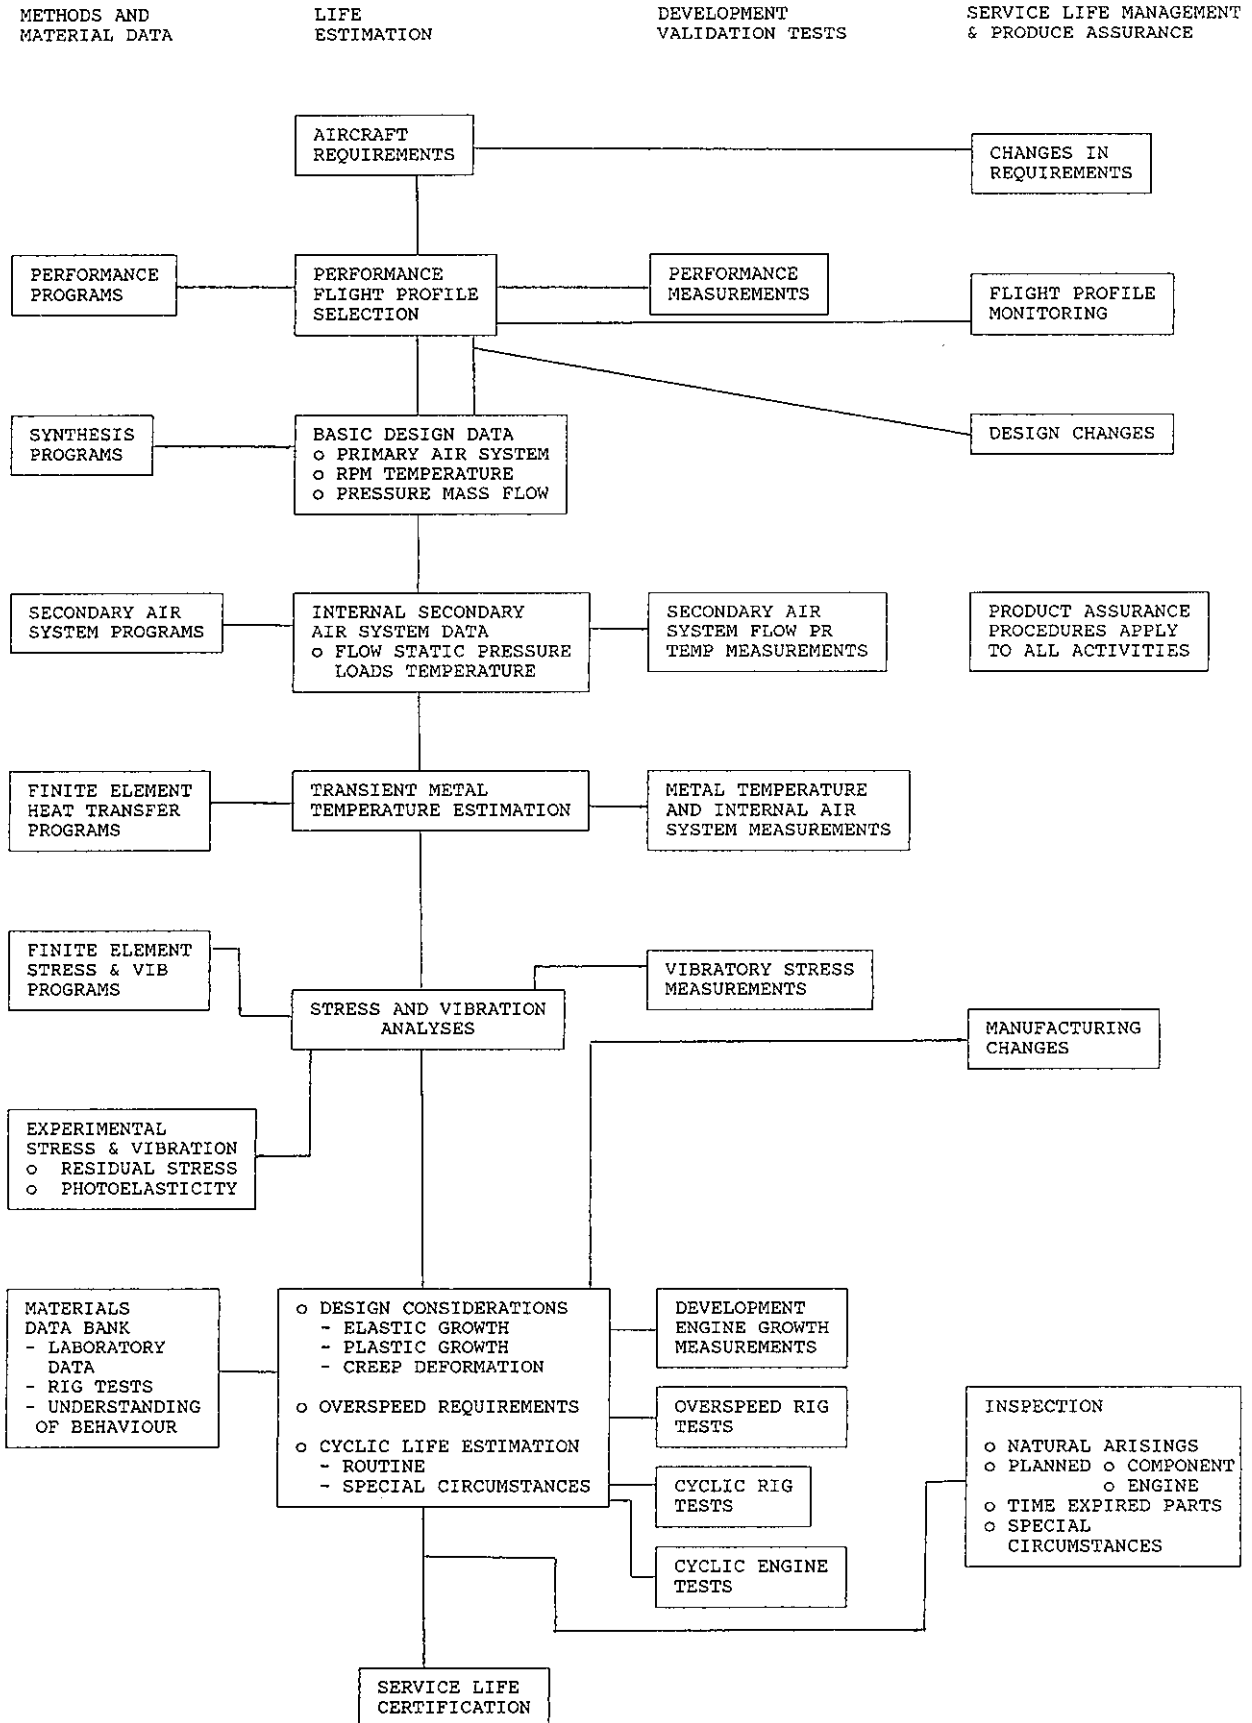 METHODS AND
MATERIAL DATA
LIFE
ESTIMATION
DEVELOPMENT
VALIDATION TESTS
SERVICE LIFE MANAGEMENT
& PRODUCE ASSURANCE
AIRCRAFT
REQUIREMENTS
CHANGES IN
REQUIREMENTS
PERFORMANCE
PROGRAMS
PERFORMANCE
FLIGHT PROFILE
SELECTION
PERFORMANCE
MEASUREMENTS
FLIGHT PROFILE
MONITORING
SYNTHESIS
PROGRAMS
BASIC DESIGN DATA
o PRIMARY AIR SYSTEM
o RPM TEMPERATURE
o PRESSURE MASS FLOW
DESIGN CHANGES
SECONDARY AIR
SYSTEM PROGRAMS
INTERNAL SECONDARY
AIR SYSTEM DATA
o FLOW STATIC PRESSURE
LOADS TEMPERATURE
SECONDARY AIR
SYSTEM FLOW PR
TEMP MEASUREMENTS
PRODUCT ASSURANCE
PROCEDURES APPLY
TO ALL ACTIVITIES
FINITE ELEMENT
HEAT TRANSFER
PROGRAMS
TRANSIENT METAL
TEMPERATURE ESTIMATION
METAL TEMPERATURE
AND INTERNAL AIR
SYSTEM MEASUREMENTS
FINITE ELEMENT
STRESS & VIB
PROGRAMS
STRESS AND VIBRATION
ANALYSES
VIBRATORY STRESS
MEASUREMENTS
MANUFACTURING
CHANGES
EXPERIMENTAL
STRESS & VIBRATION
o RESIDUAL STRESS
o PHOTOELASTICITY
MATERIALS
DATA BANK
- LABORATORY
DATA
- RIG TESTS
- UNDERSTANDING
OF BEHAVIOUR
o DESIGN CONSIDERATIONS
- ELASTIC GROWTH
- PLASTIC GROWTH
- CREEP DEFORMATION
o OVERSPEED REQUIREMENTS
o CYCLIC LIFE ESTIMATION
- ROUTINE
- SPECIAL CIRCUMSTANCES
DEVELOPMENT
ENGINE GROWTH
MEASUREMENTS
OVERSPEED RIG
TESTS
CYCLIC RIG
TESTS
CYCLIC ENGINE
TESTS
INSPECTION
o NATURAL ARISINGS
o PLANNED o COMPONENT
o ENGINE
o TIME EXPIRED PARTS
o SPECIAL
CIRCUMSTANCES
SERVICE LIFE
CERTIFICATION